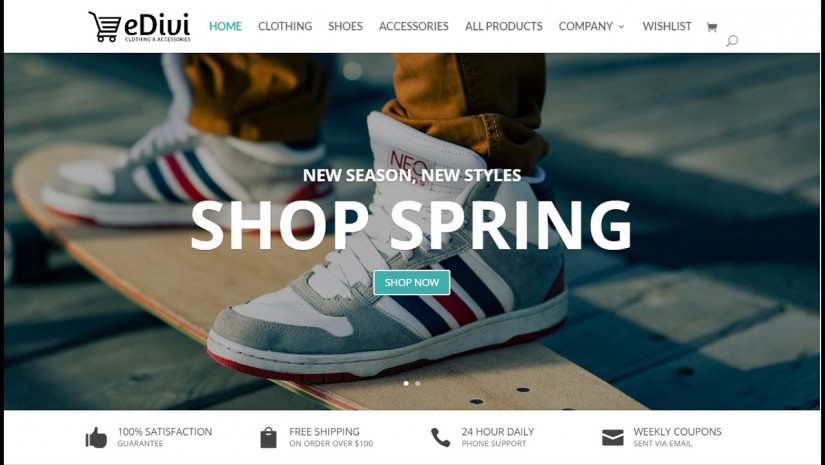 eDivi
CLOTHING & ACCESSORIES
HOME CLOTHING SHOES ACCESSORIES ALL PRODUCTS COMPANY WISHLIST
NEO
NEW SEASON, NEW STYLES
SHOP SPRING
SHOP NOW
100% SATISFACTION
GUARANTEE
FREE SHIPPING
ON ORDER OVER $100
24 HOUR DAILY
PHONE SUPPORT
WEEKLY COUPONS
SENT VIA EMAIL